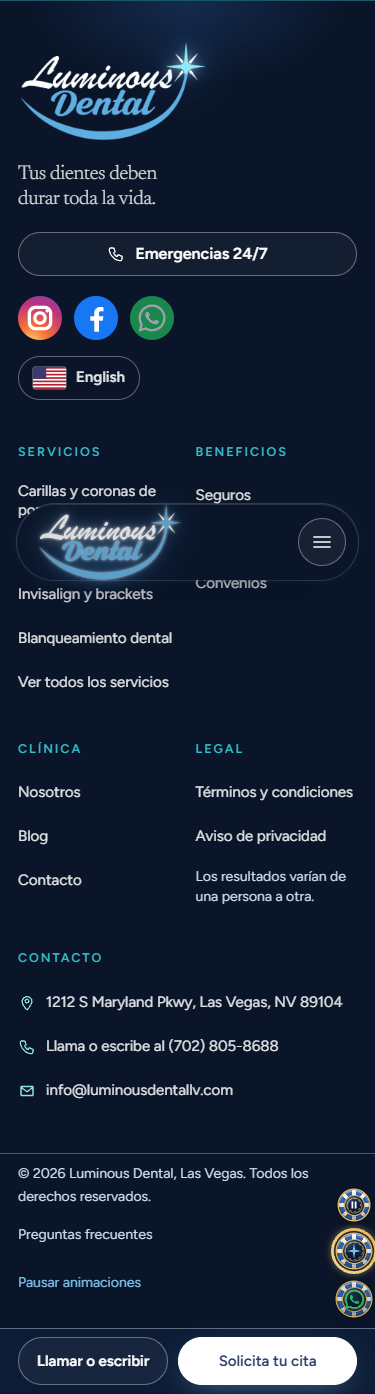 Luminous
Dental
Tus dientes deben
durar toda la vida.
Emergencias 24/7
English
SERVICIOS
Carillas y coronas de
Invisalign y brackets
Blanqueamiento dental
Ver todos los servicios
BENEFICIOS
Seguros
Convenios
Luminous
Dental
CLÍNICA
Nosotros
Blog
Contacto
LEGAL
Términos y condiciones
Aviso de privacidad
Los resultados varían de
una persona a otra.
CONTACTO
1212 S Maryland Pkwy, Las Vegas, NV 89104
Llama o escribe al (702) 805-8688
info@luminousdentallv.com
© 2026 Luminous Dental, Las Vegas. Todos los
derechos reservados.
Preguntas frecuentes
Pausar animaciones
Llamar o escribir
Solicita tu cita